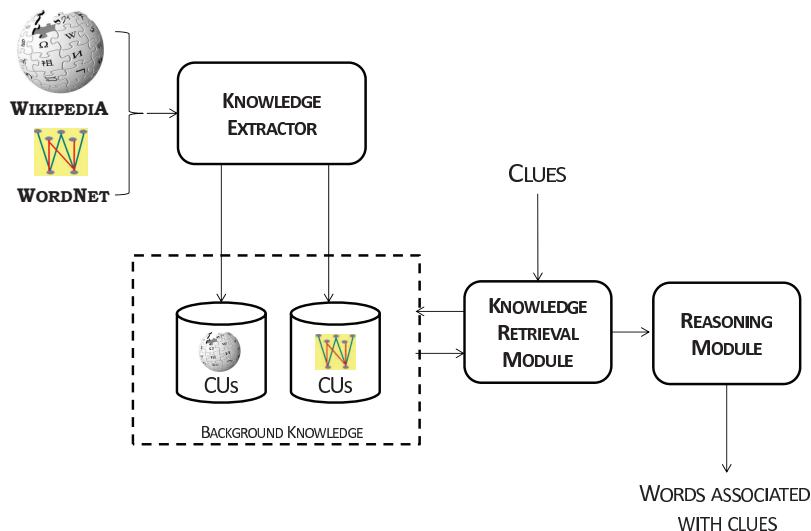 WIKIPEDIA
WORDNET
KNOWLEDGE
EXTRACTOR
CLUES
KNOWLEDGE
RETRIEVAL
MODULE
REASONING
MODULE
CUs
CUs
BACKGROUND KNOWLEDGE
WORDS ASSOCIATED
WITH CLUES